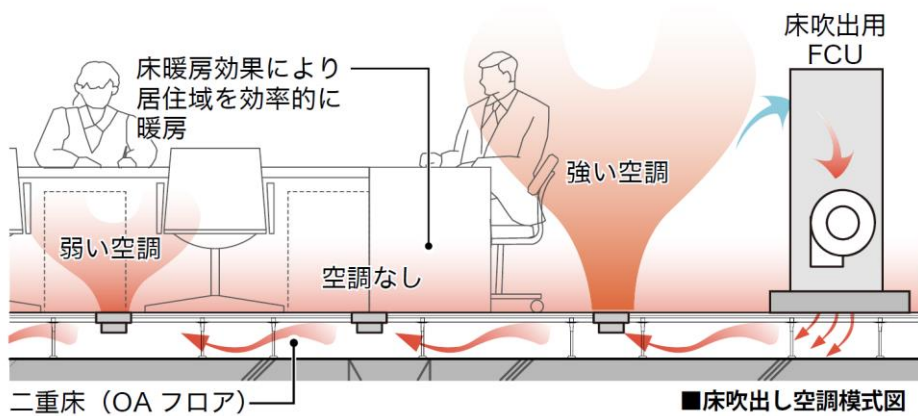 床吹出用
FCU
床暖房効果により
居住域を効率的に
暖房
強い空調
弱い空調
空調なし
二重床（OA フロア）
■床吹出し空調模式図